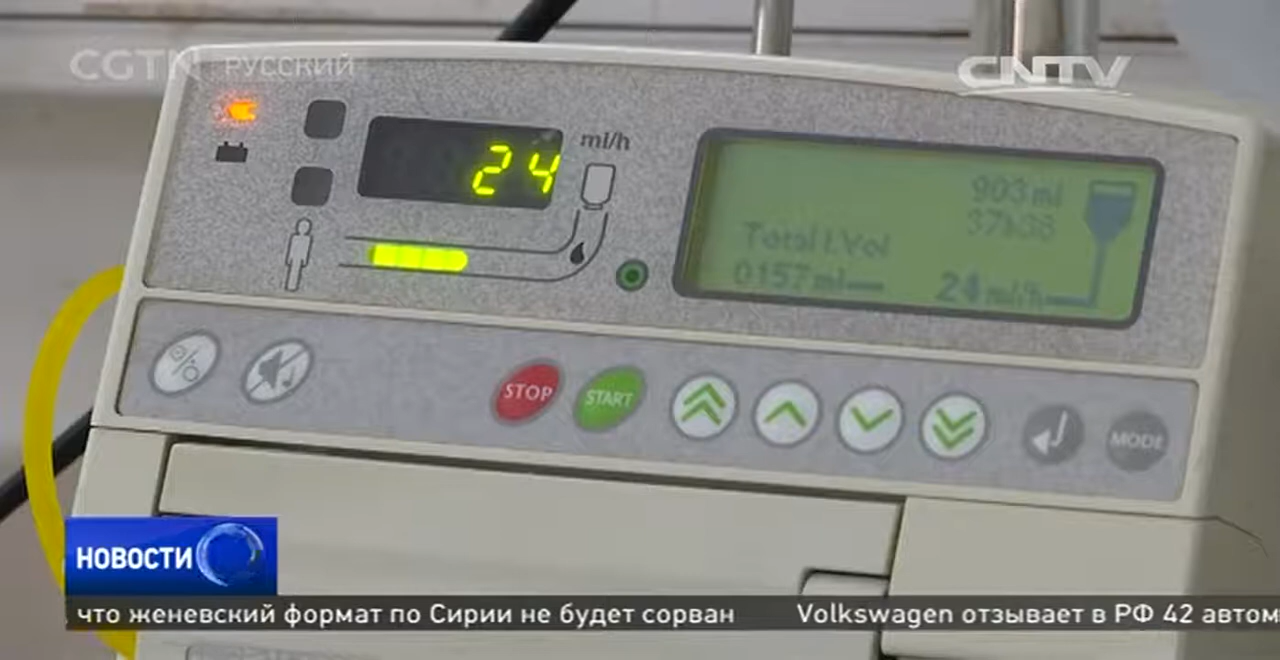 CGTN РУССКИЙ
CNTV
24
ml/h
903ml
37h38
Total I.Vol
0157ml
24ml/h
STOP
START
MODE
НОВОСТИ
что женевский формат по Сирии не будет сорван
Volkswagen отзывает в РФ 42 автом